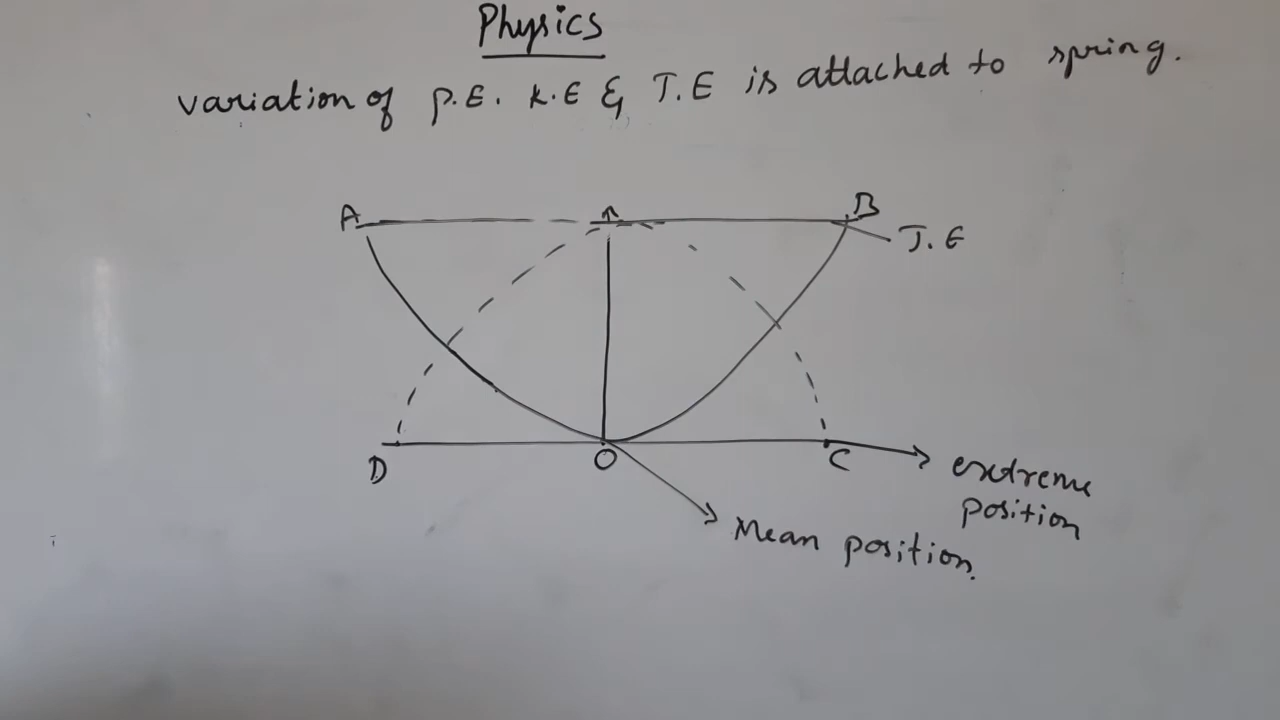 Physics
variation of P.E. K.E & T.E is attached to spring.
A
B
T.E
D
O
C
extreme
position
Mean position.